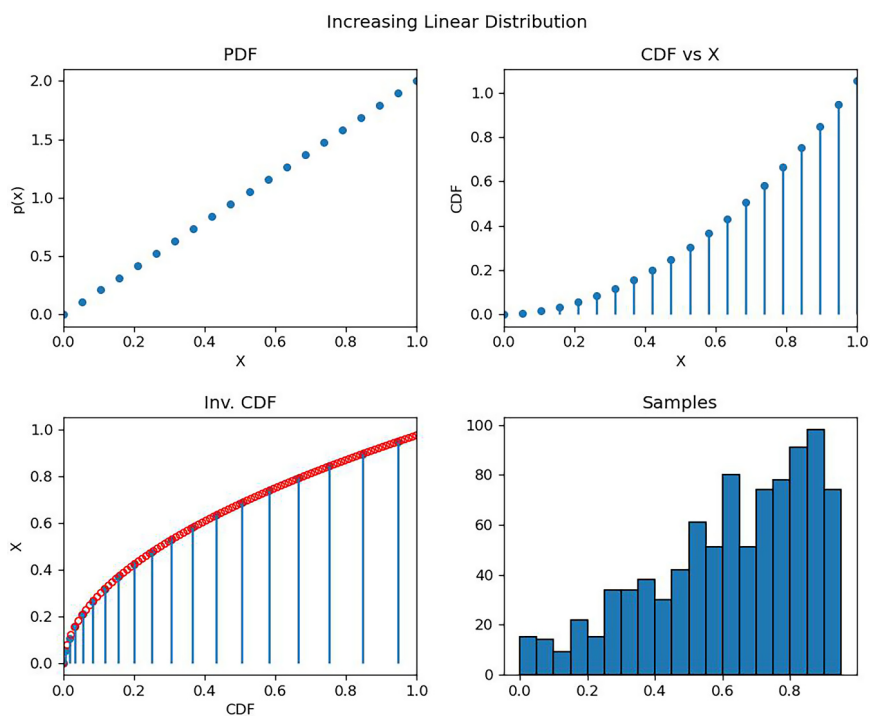 Increasing Linear Distribution
PDF
2.0
1.5
1.0
0.5
0.0
p(x)
0.0 0.2 0.4 0.6 0.8 1.0
X
CDF vs X
1.0
0.8
0.6
0.4
0.2
0.0
CDF
0.0 0.2 0.4 0.6 0.8 1.0
X
Inv. CDF
1.0
0.8
0.6
0.4
0.2
0.0
X
0.0 0.2 0.4 0.6 0.8 1.0
CDF
Samples
100
80
60
40
20
0
0.0 0.2 0.4 0.6 0.8